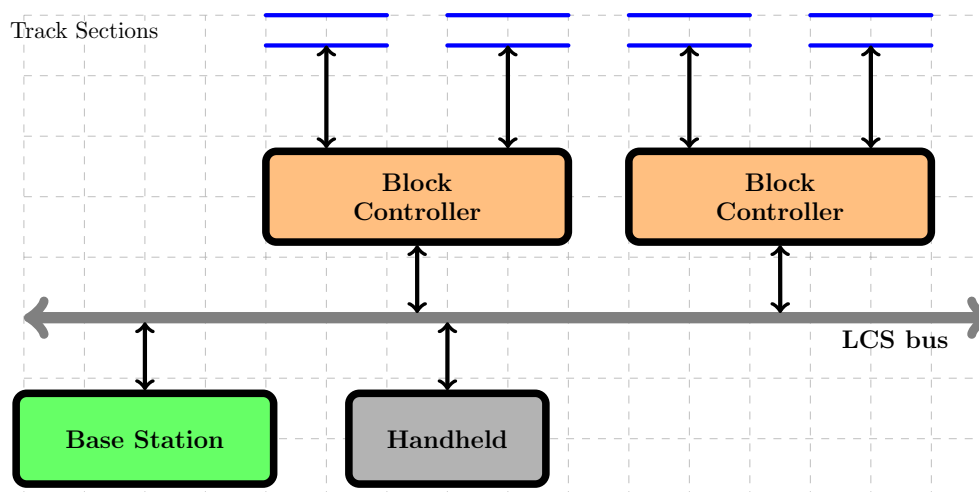 Track Sections
Block
Controller
Block
Controller
LCS bus
Base Station
Handheld